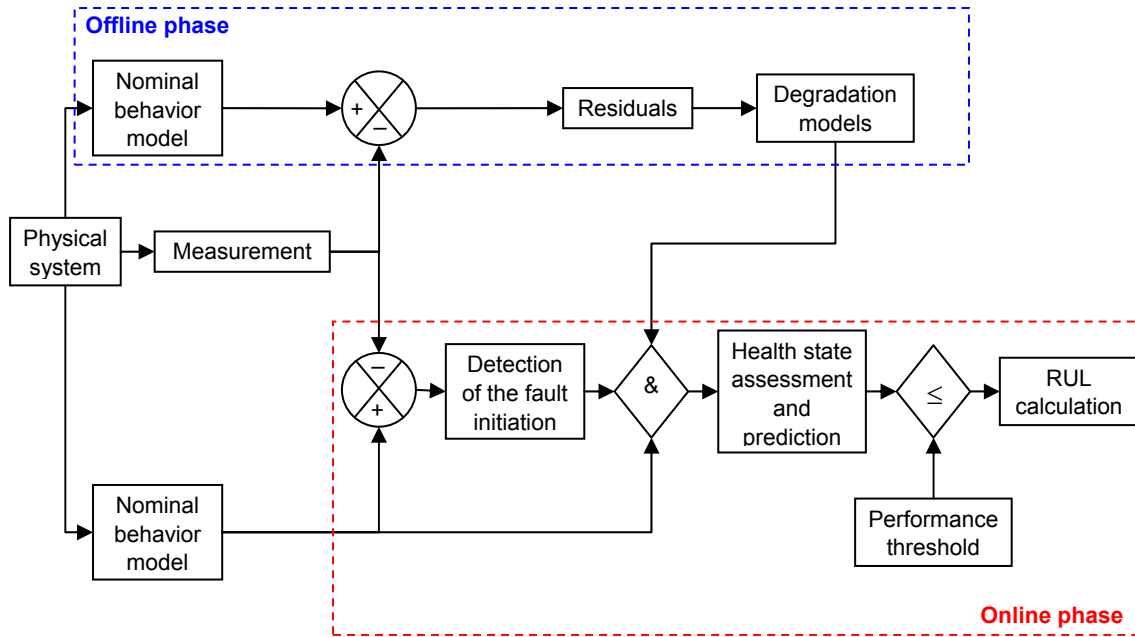 Offline phase
Nominal
behavior
model
+
−
Residuals
Degradation
models
Physical
system
Measurement
−
+
Detection
of the fault
initiation
&
Health state
assessment
and
prediction
≤
RUL
calculation
Nominal
behavior
model
Performance
threshold
Online phase